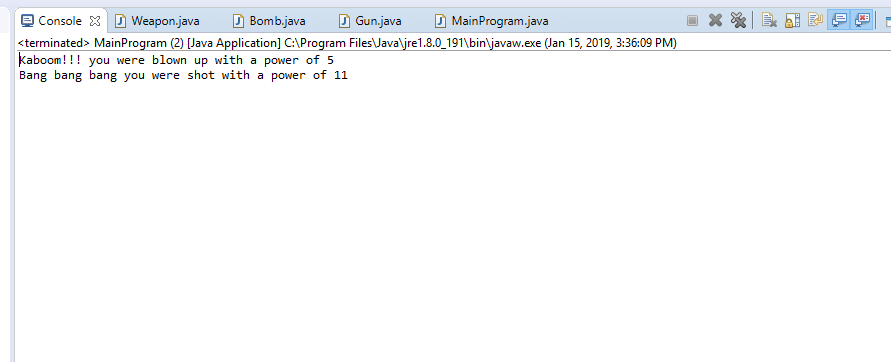 Console Weapon.java Bomb.java Gun.java MainProgram.java
<terminated> MainProgram (2) [Java Application] C:\Program Files\Java\jre1.8.0_191\bin\javaw.exe (Jan 15, 2019, 3:36:09 PM)
Kaboom!!! you were blown up with a power of 5
Bang bang bang you were shot with a power of 11